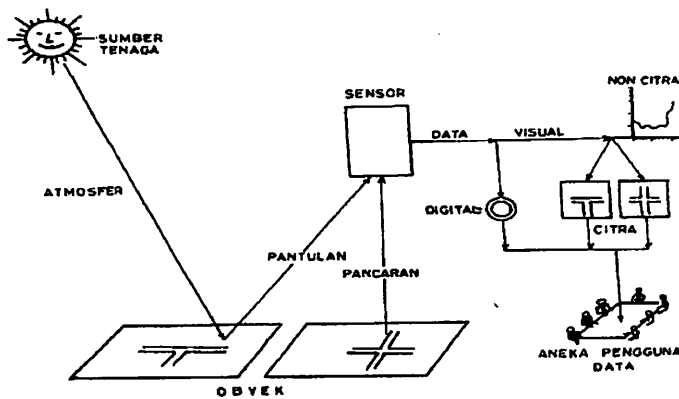 SUMBER
TENAGA
SENSOR
NON CITRA
DATA
VISUAL
ATMOSFER
DIGITAL
CITRA
PANTULAN
PANCARAN
ANEKA PENGGUNA
DATA
OBYEK